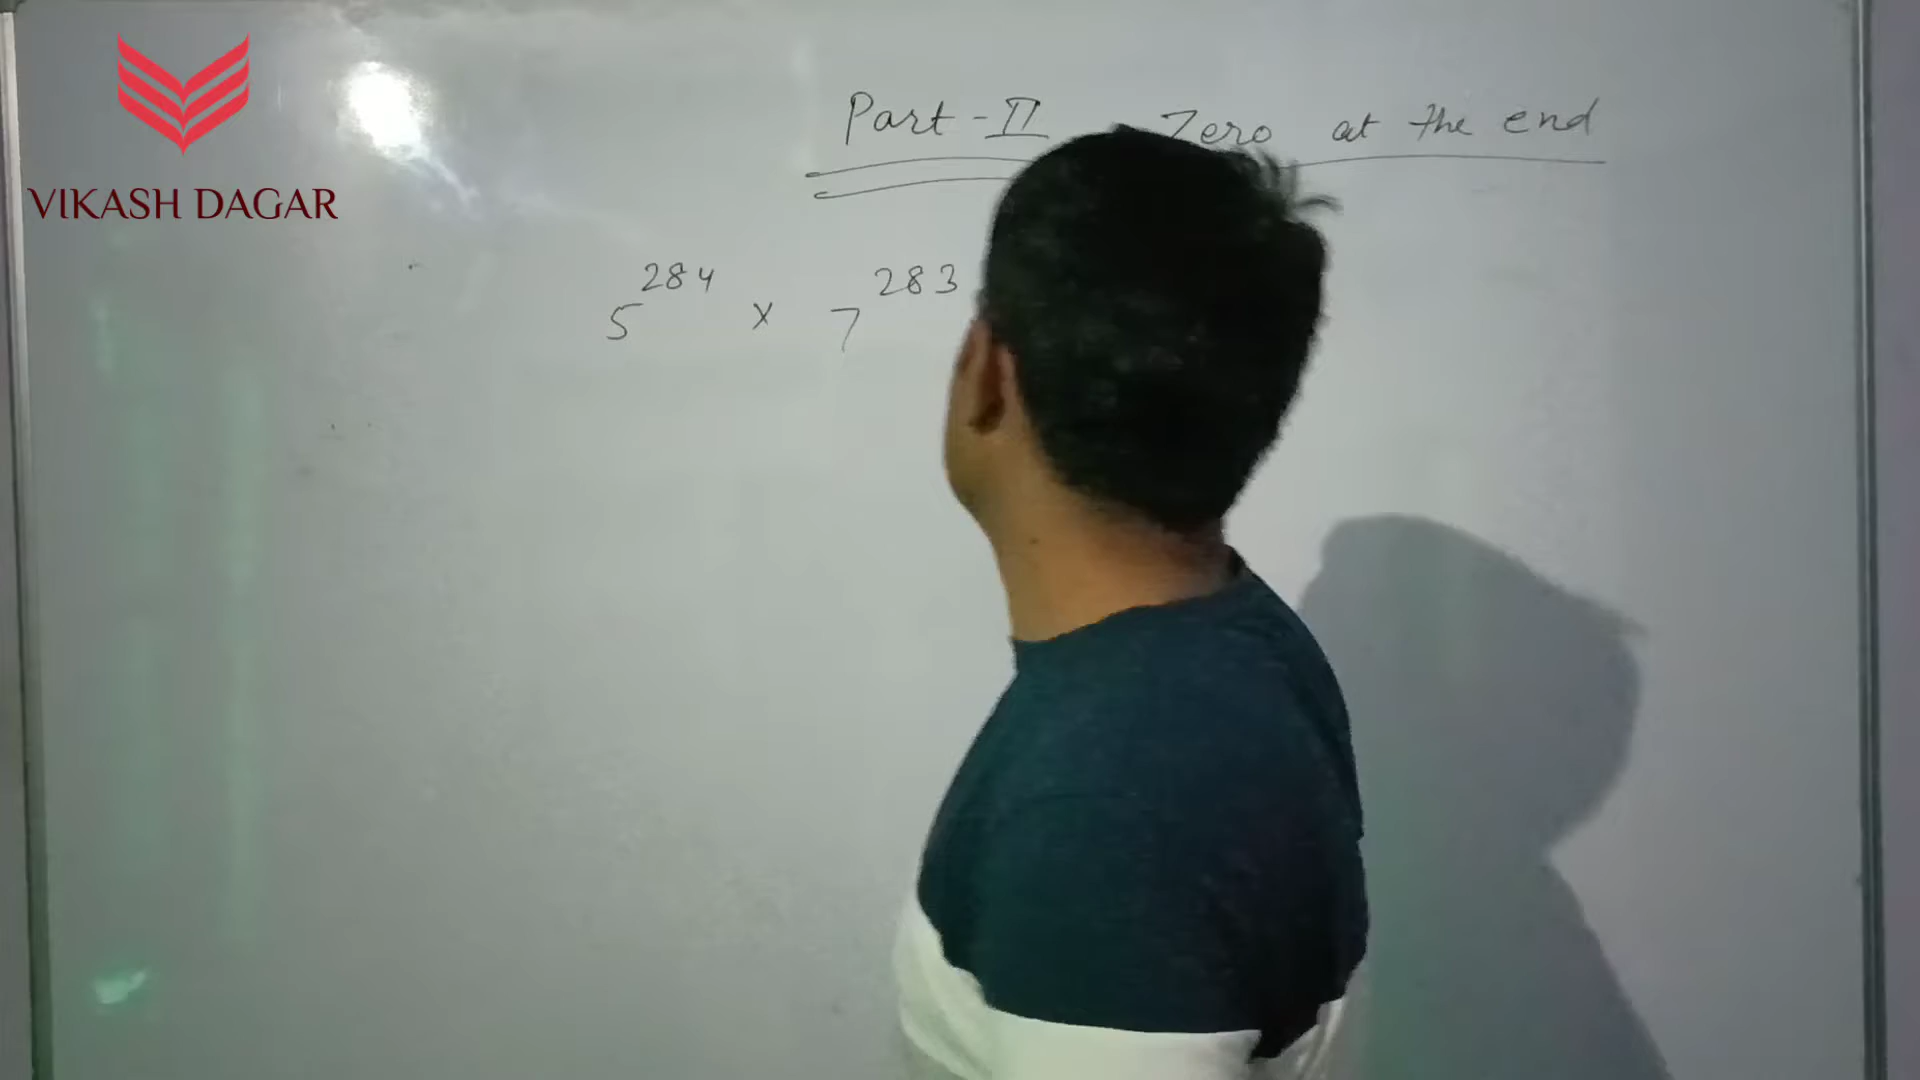 VIKASH DAGAR
Part-II Zero at the end
5^284 x 7^283